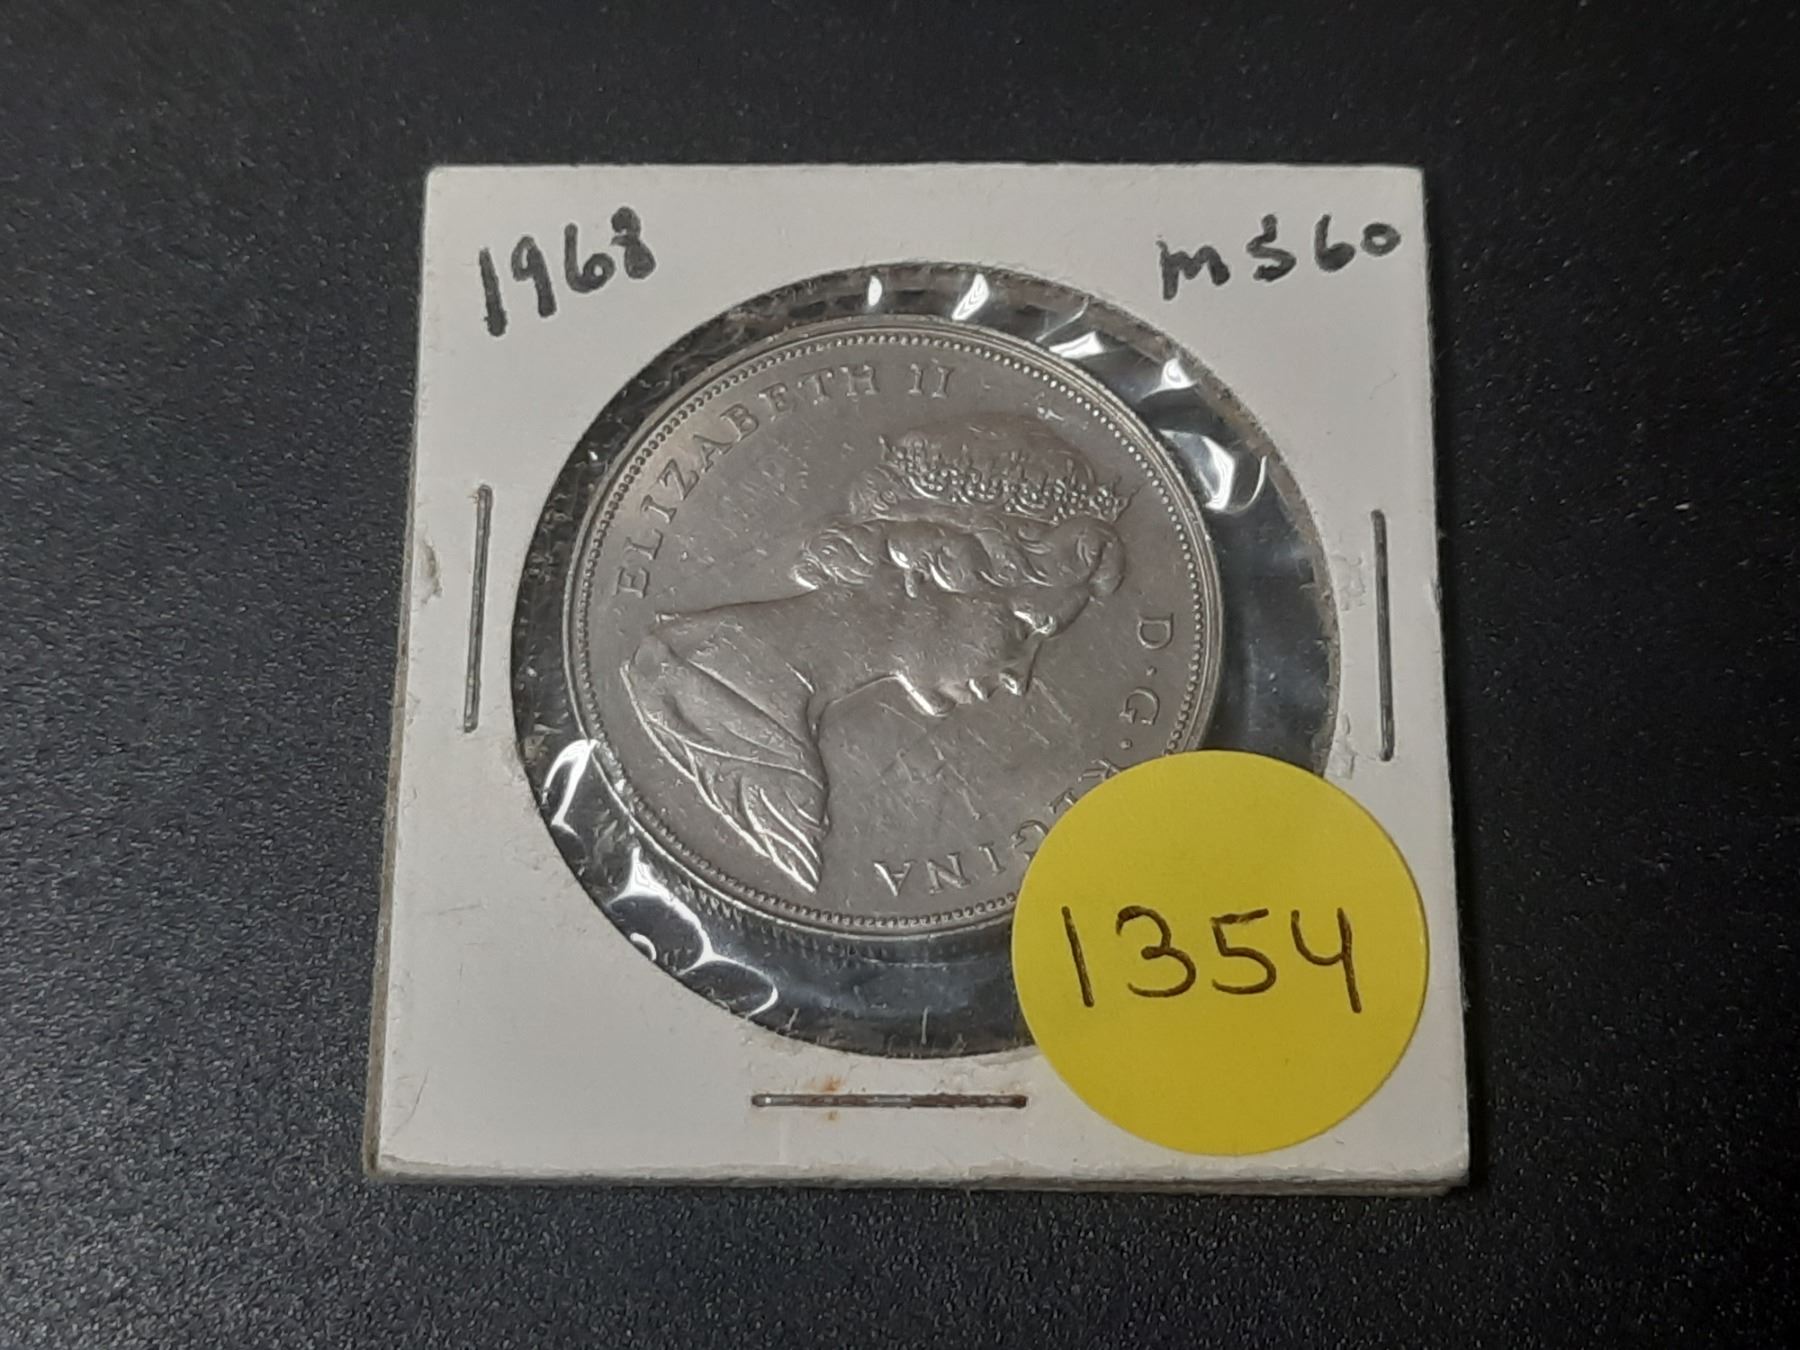 1968 MS60
ELIZABETH II D·G·REGINA
1354